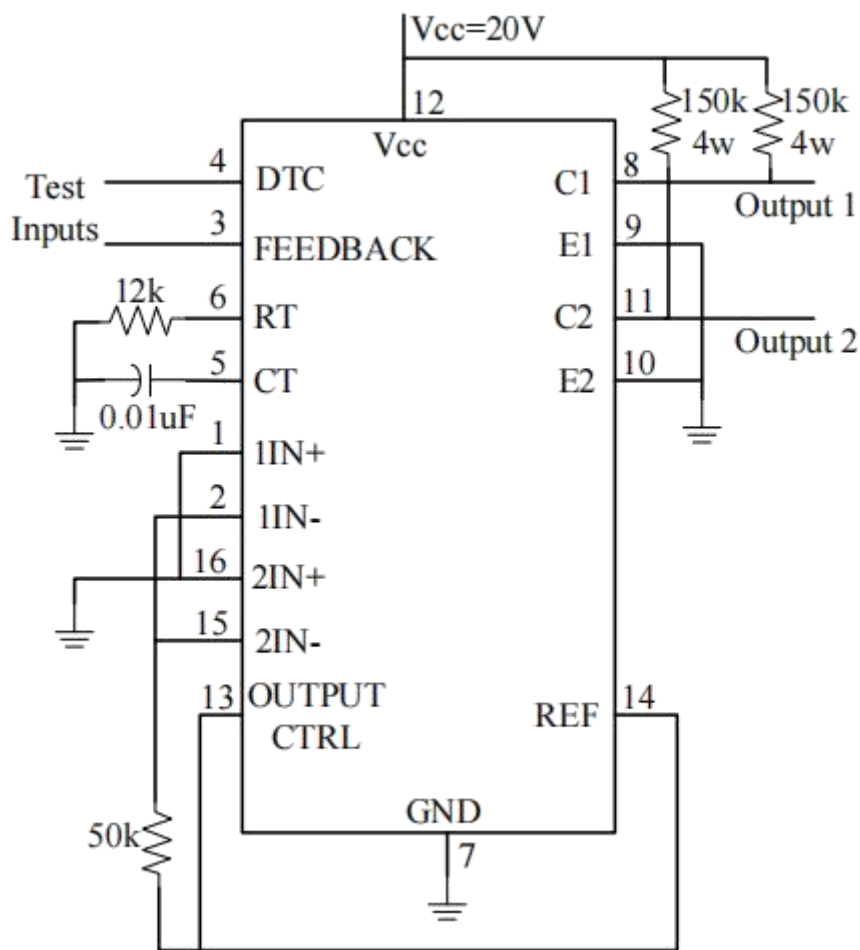 Vcc=20V
12
Vcc
150k
4w
150k
4w
Test
Inputs
4
DTC
3
FEEDBACK
12k
6
RT
5
CT
0.01uF
1
1IN+
2
1IN-
16
2IN+
15
2IN-
13
OUTPUT
CTRL
50k
8
C1
Output 1
9
E1
11
C2
Output 2
10
E2
14
REF
GND
7